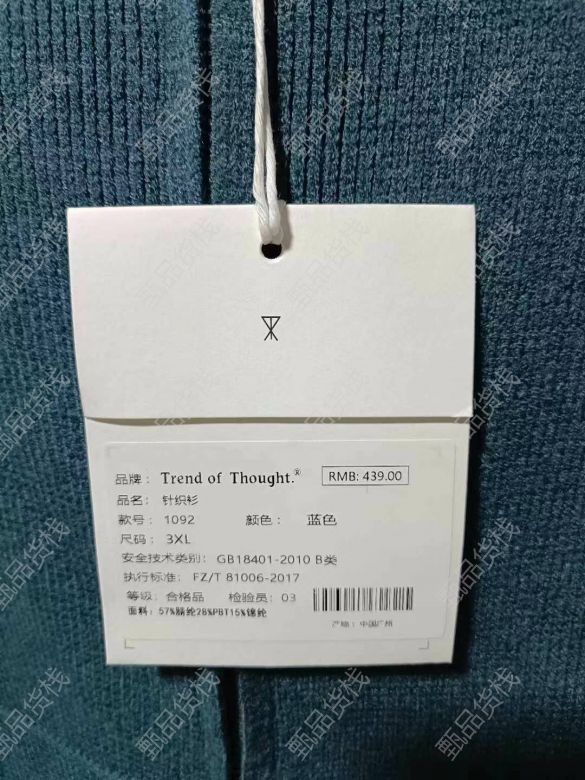 品牌： Trend of Thought.® RMB: 439.00
品名： 针织衫
款号： 1092 颜色： 蓝色
尺码： 3XL
安全技术类别： GB18401-2010 B类
执行标准： FZ/T 81006-2017
等级：合格品 检验员：03
面料：57%腈纶28%PBT15%锦纶
产地：中国广州
甄品货栈